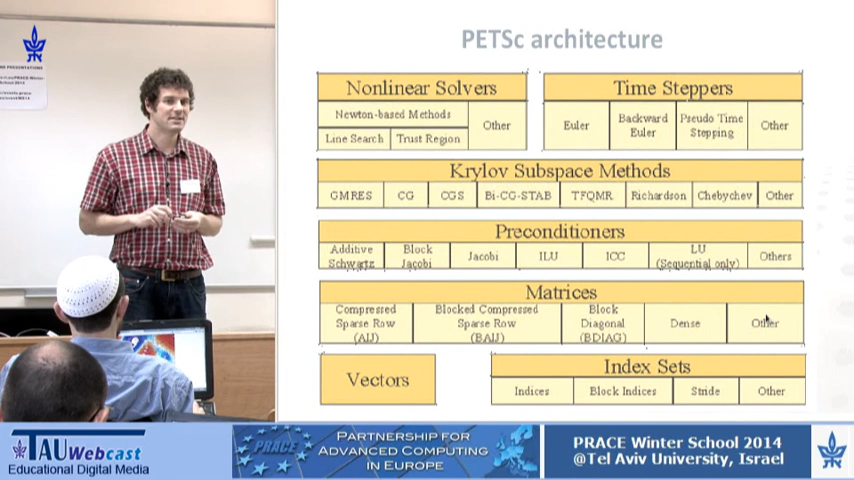 PETSc architecture
Nonlinear Solvers
Newton-based Methods
Line Search
Trust Region
Other
Time Steppers
Euler
Backward
Euler
Pseudo Time
Stepping
Other
Krylov Subspace Methods
GMRES
CG
CGS
Bi-CG-STAB
TFQMR
Richardson
Chebychev
Other
Preconditioners
Additive
Schwartz
Block
Jacobi
Jacobi
ILU
ICC
LU
(Sequential only)
Others
Matrices
Compressed
Sparse Row
(AIJ)
Blocked Compressed
Sparse Row
(BAIJ)
Block
Diagonal
(BDIAG)
Dense
Other
Vectors
Index Sets
Indices
Block Indices
Stride
Other
TAU Webcast
Educational Digital Media
PRACE
PARTNERSHIP FOR
ADVANCED COMPUTING
IN EUROPE
PRACE Winter School 2014
@Tel Aviv University, Israel